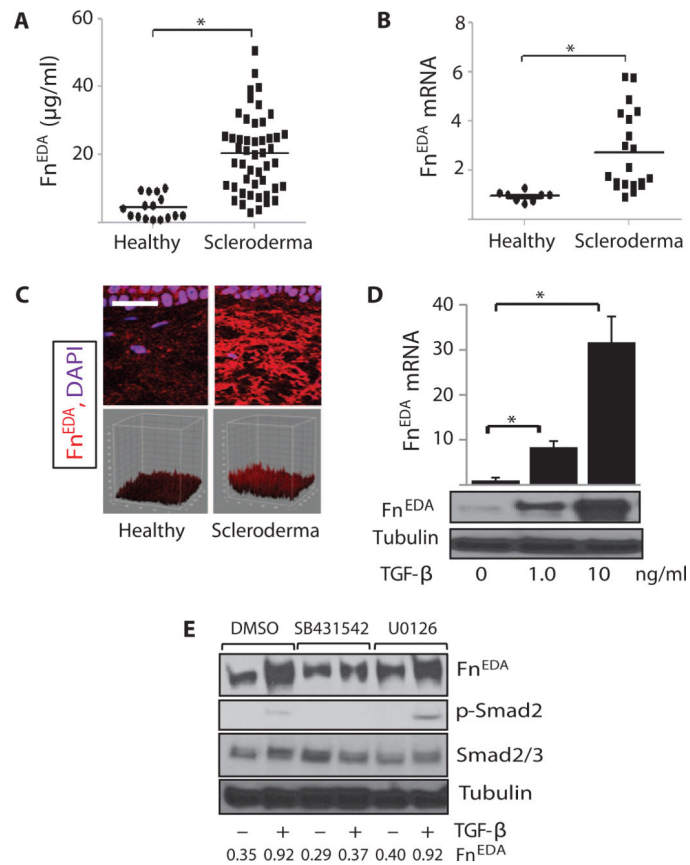 A
Fn^EDA (μg/ml)
60
40
20
0
*
Healthy
Scleroderma
B
Fn^EDA mRNA
8
6
4
2
0
*
Healthy
Scleroderma
C
Fn^EDA, DAPI
Healthy
Scleroderma
D
Fn^EDA mRNA
40
30
20
10
*
*
Fn^EDA
Tubulin
TGF-β 0 1.0 10 ng/ml
E
DMSO SB431542 U0126
Fn^EDA
p-Smad2
Smad2/3
Tubulin
– + – + – + TGF-β
0.35 0.92 0.29 0.37 0.40 0.92 Fn^EDA